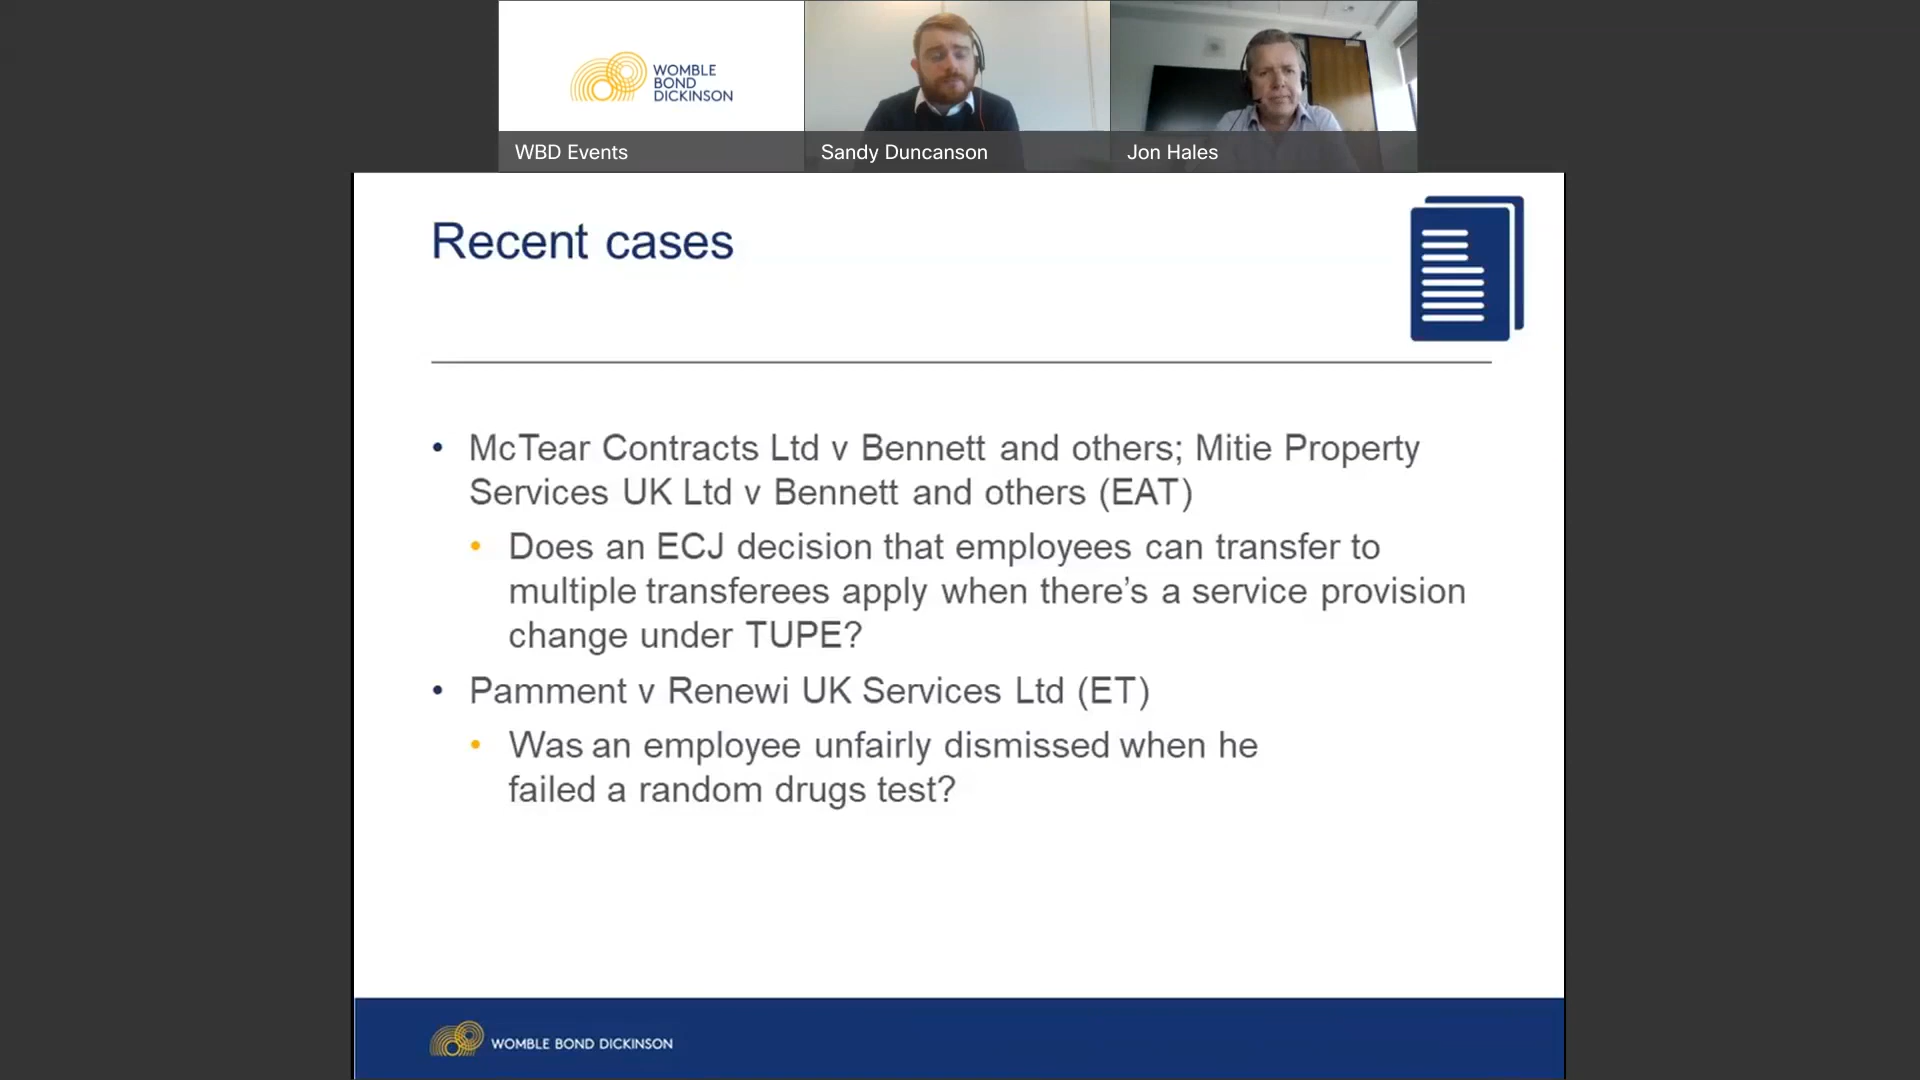 WOMBLE
BOND
DICKINSON
WBD Events
Sandy Duncanson
Jon Hales
Recent cases
• McTear Contracts Ltd v Bennett and others; Mitie Property
Services UK Ltd v Bennett and others (EAT)
• Does an ECJ decision that employees can transfer to
multiple transferees apply when there’s a service provision
change under TUPE?
• Pamment v Renewi UK Services Ltd (ET)
• Was an employee unfairly dismissed when he
failed a random drugs test?
WOMBLE BOND DICKINSON